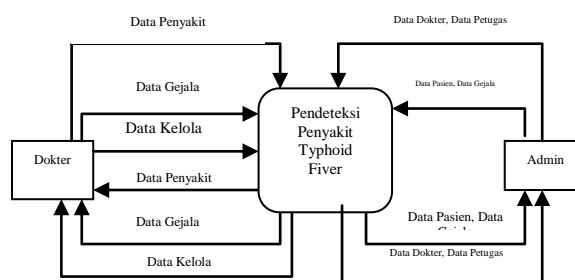 Data Penyakit
Data Dokter, Data Petugas
Data Gejala
Data Pasien, Data Gejala
Pendeteksi
Penyakit
Typhoid
Fiver
Data Kelola
Dokter
Admin
Data Penyakit
Data Gejala
Data Pasien, Data
Gejala
Data Dokter, Data Petugas
Data Kelola